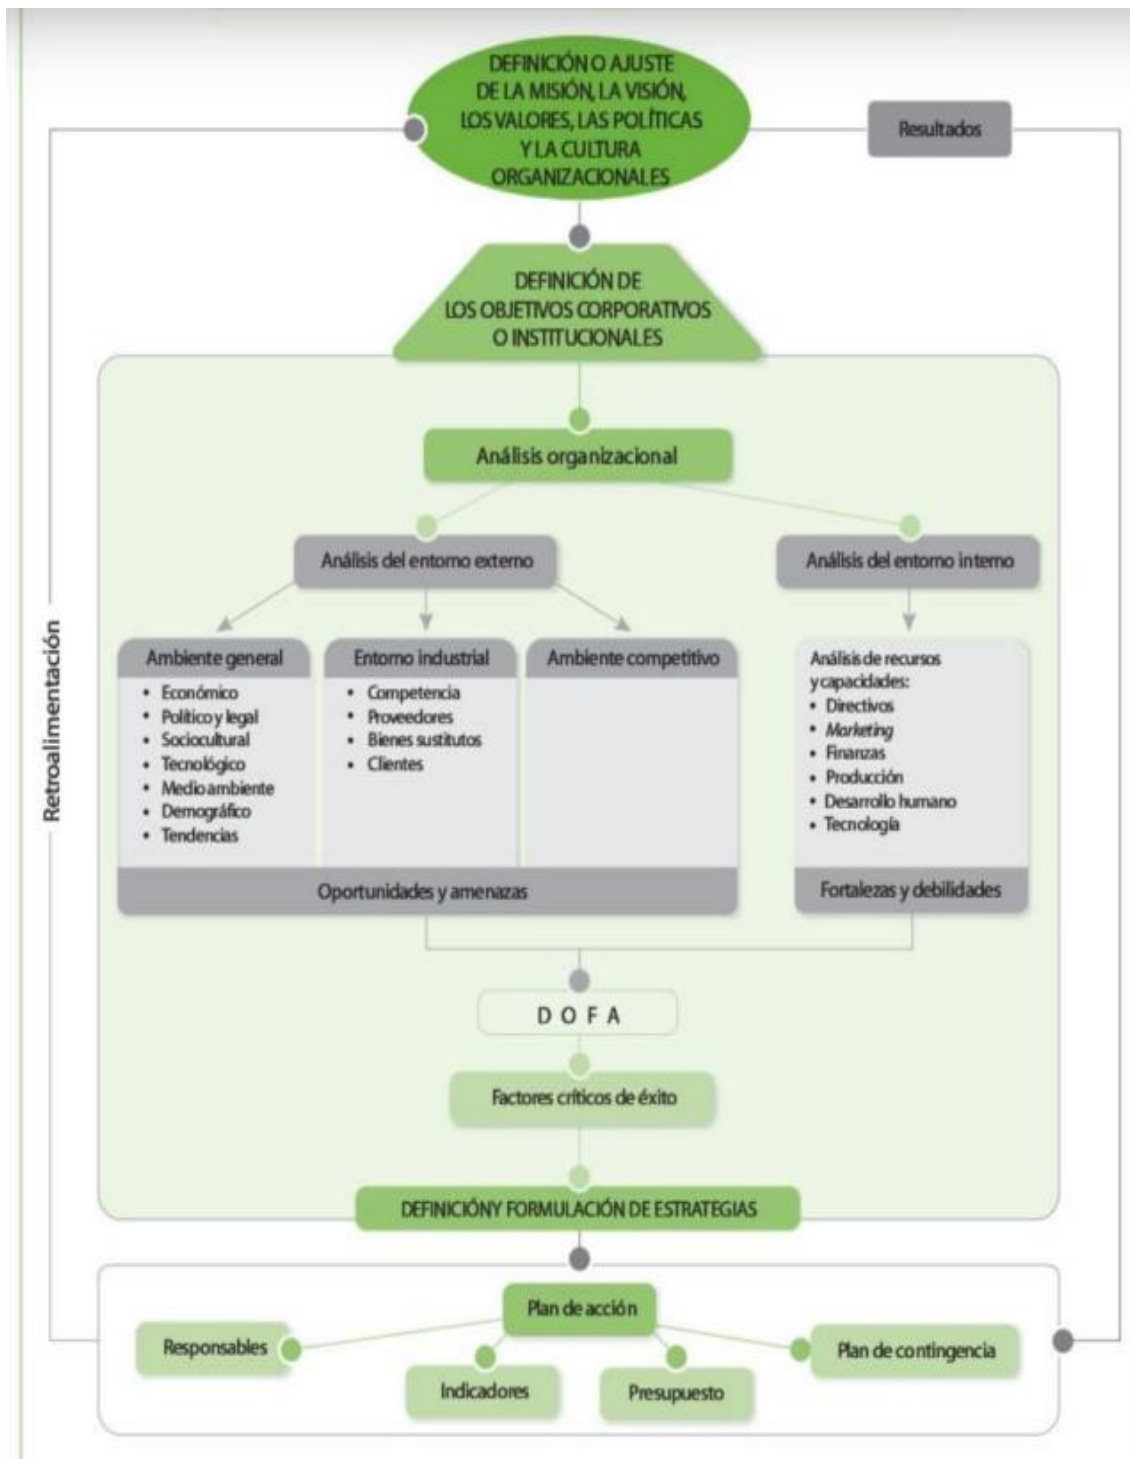 DEFINICIÓN O AJUSTE
DE LA MISIÓN, LA VISIÓN,
LOS VALORES, LAS POLÍTICAS
Y LA CULTURA
ORGANIZACIONALES
Resultados
DEFINICIÓN DE
LOS OBJETIVOS CORPORATIVOS
O INSTITUCIONALES
Análisis organizacional
Análisis del entorno externo
Análisis del entorno interno
Retroalimentación
Ambiente general
• Económico
• Político y legal
• Sociocultural
• Tecnológico
• Medio ambiente
• Demográfico
• Tendencias
Entorno industrial
• Competencia
• Proveedores
• Bienes sustitutos
• Clientes
Ambiente competitivo
Análisis de recursos
y capacidades:
• Directivos
• Marketing
• Finanzas
• Producción
• Desarrollo humano
• Tecnología
Oportunidades y amenazas
Fortalezas y debilidades
D O F A
Factores críticos de éxito
DEFINICIÓNY FORMULACIÓN DE ESTRATEGIAS
Plan de acción
Responsables
Indicadores
Presupuesto
Plan de contingencia